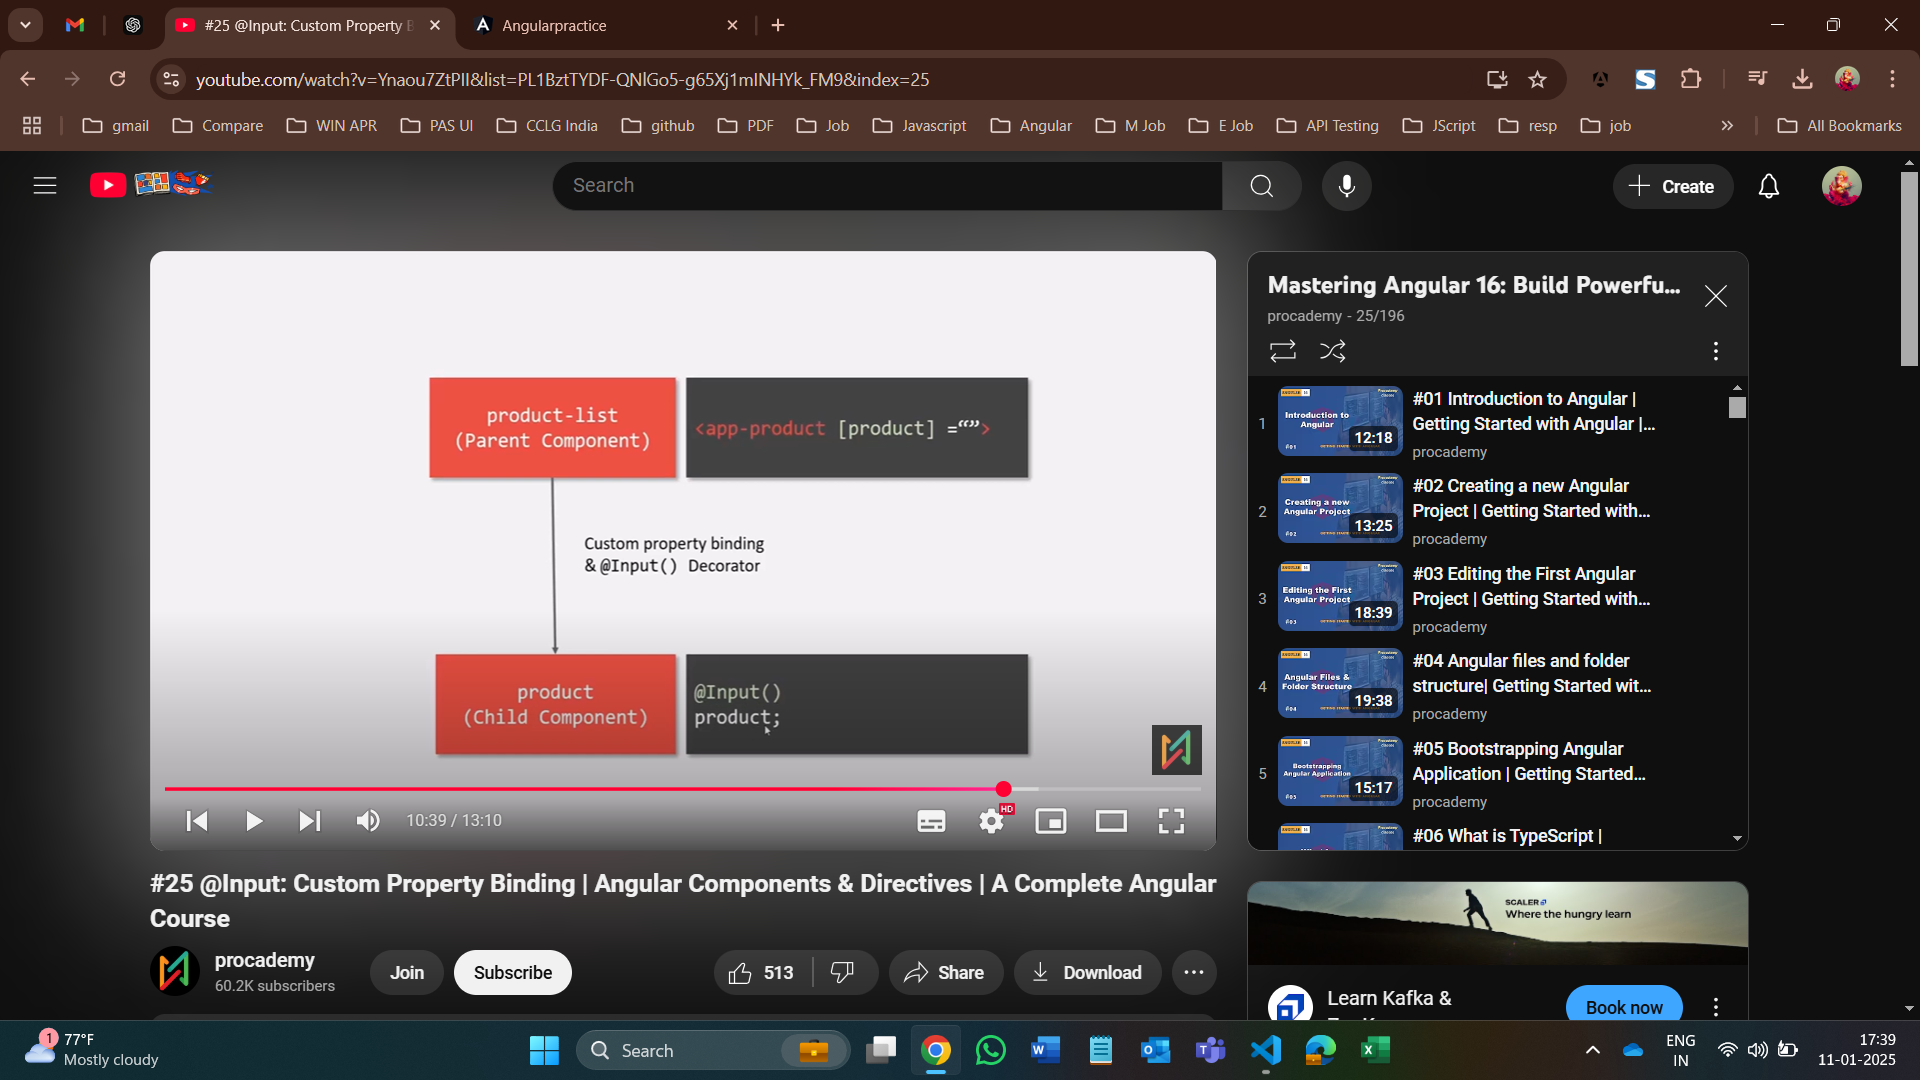 #25 @Input: Custom Property B
Angularpractice
youtube.com/watch?v=Ynaou7ZtPII&list=PL1BztTYDF-QNlGo5-g65Xj1mINHYk_FM9&index=25
gmail
Compare
WIN APR
PAS UI
CCLG India
github
PDF
Job
Javascript
Angular
M Job
E Job
API Testing
JScript
resp
job
All Bookmarks
Search
Create
product-list
(Parent Component)
<app-product [product] =“”>
Custom property binding
& @Input() Decorator
product
(Child Component)
@Input()
product;
10:39 / 13:10
HD
#25 @Input: Custom Property Binding | Angular Components & Directives | A Complete Angular
Course
procademy
60.2K subscribers
Join
Subscribe
513
Share
Download
Mastering Angular 16: Build Powerfu...
procademy - 25/196
1
Introduction to
Angular
#01
12:18
#01 Introduction to Angular |
Getting Started with Angular |...
procademy
2
Creating a new
Angular Project
#02
13:25
#02 Creating a new Angular
Project | Getting Started with...
procademy
3
Editing the First
Angular Project
#03
18:39
#03 Editing the First Angular
Project | Getting Started with...
procademy
4
Angular Files &
Folder Structure
#04
19:38
#04 Angular files and folder
structure| Getting Started wit...
procademy
5
Bootstrapping
Angular Application
#05
15:17
#05 Bootstrapping Angular
Application | Getting Started...
procademy
#06 What is TypeScript |
SCALER
Where the hungry learn
Learn Kafka &
Book now
1
77°F
Mostly cloudy
Search
ENG
IN
17:39
11-01-2025